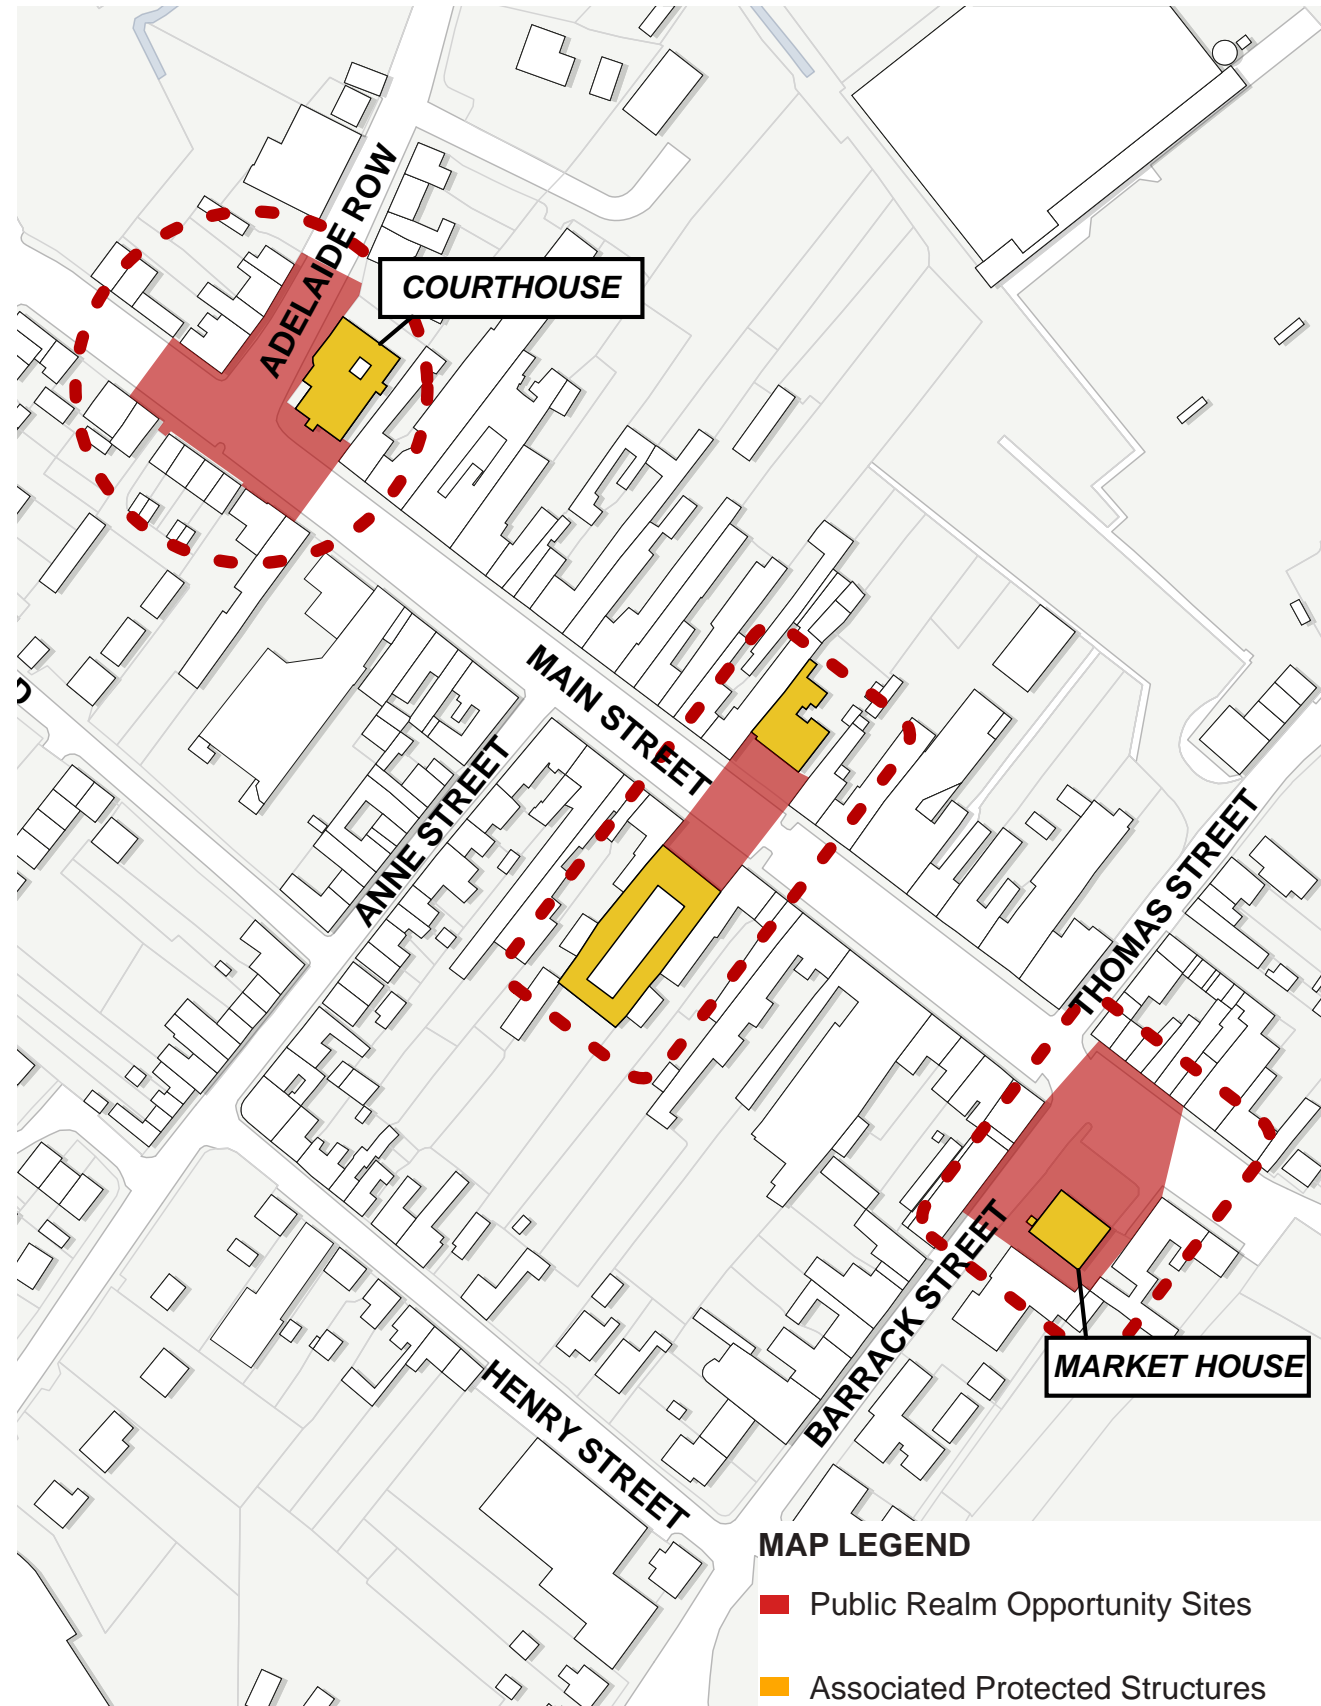 ADELAIDE ROW
COURTHOUSE
MAIN STREET
ANNE STREET
THOMAS STREET
BARRACK STREET
MARKET HOUSE
HENRY STREET
MAP LEGEND
Public Realm Opportunity Sites
Associated Protected Structures